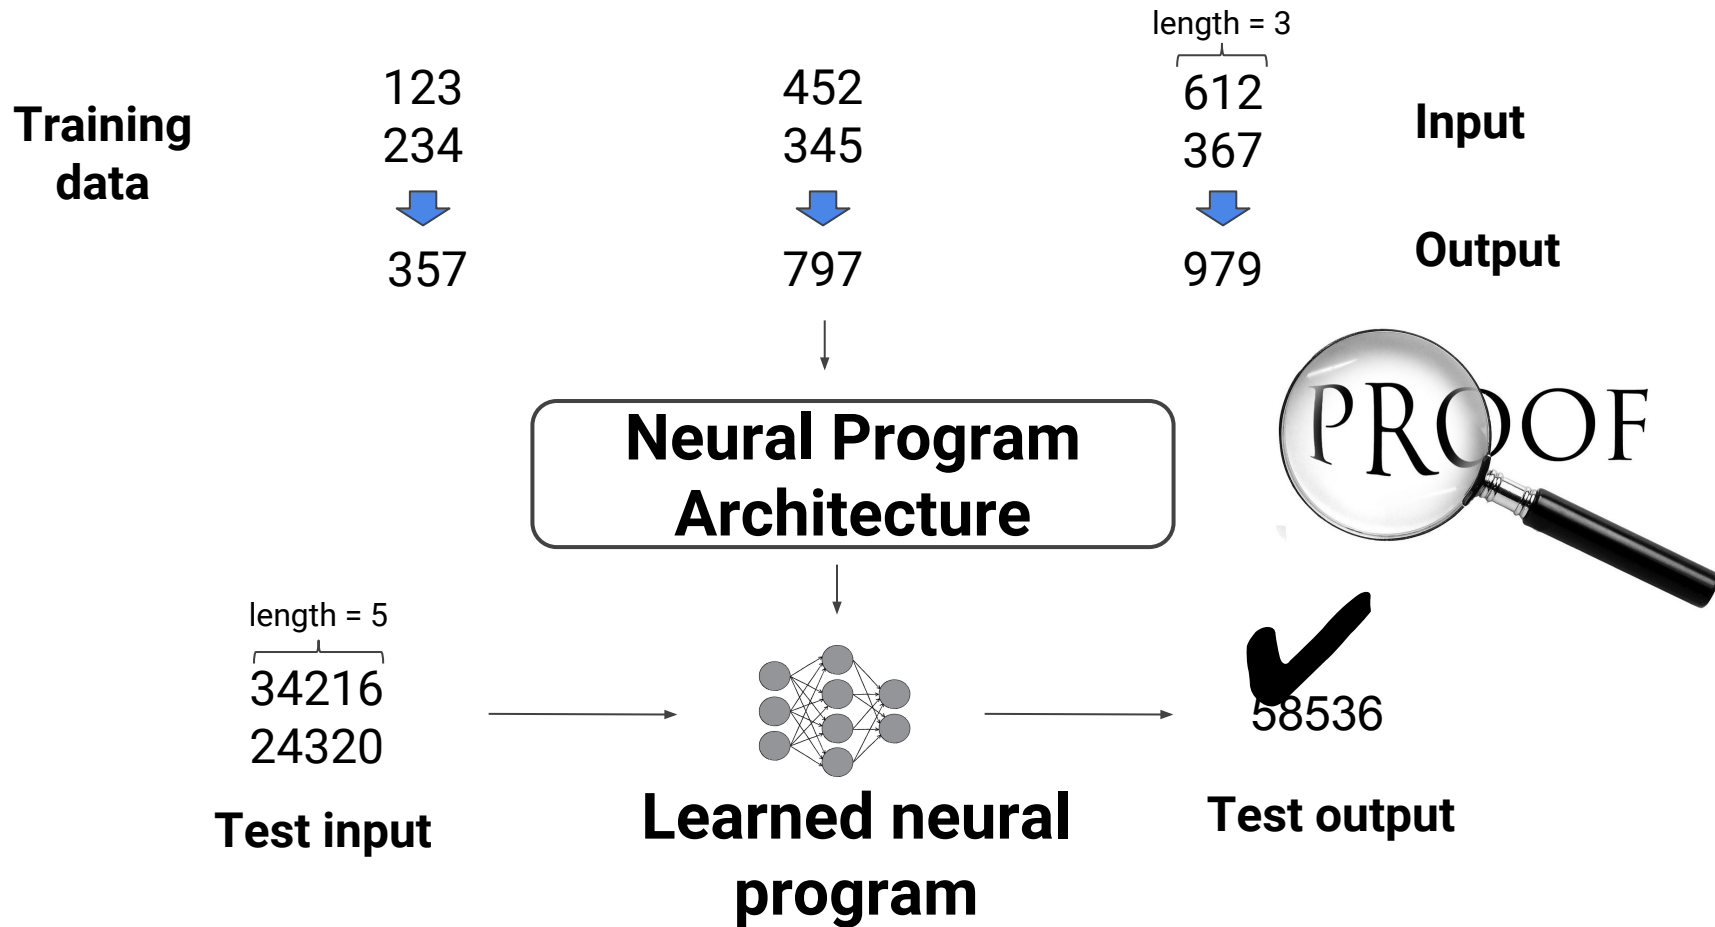 length = 3
Training
data
123
234
452
345
612
367
Input
357
797
979
Output
Neural Program
Architecture
PROOF
length = 5
34216
24320
58536
Test input
Learned neural
program
Test output